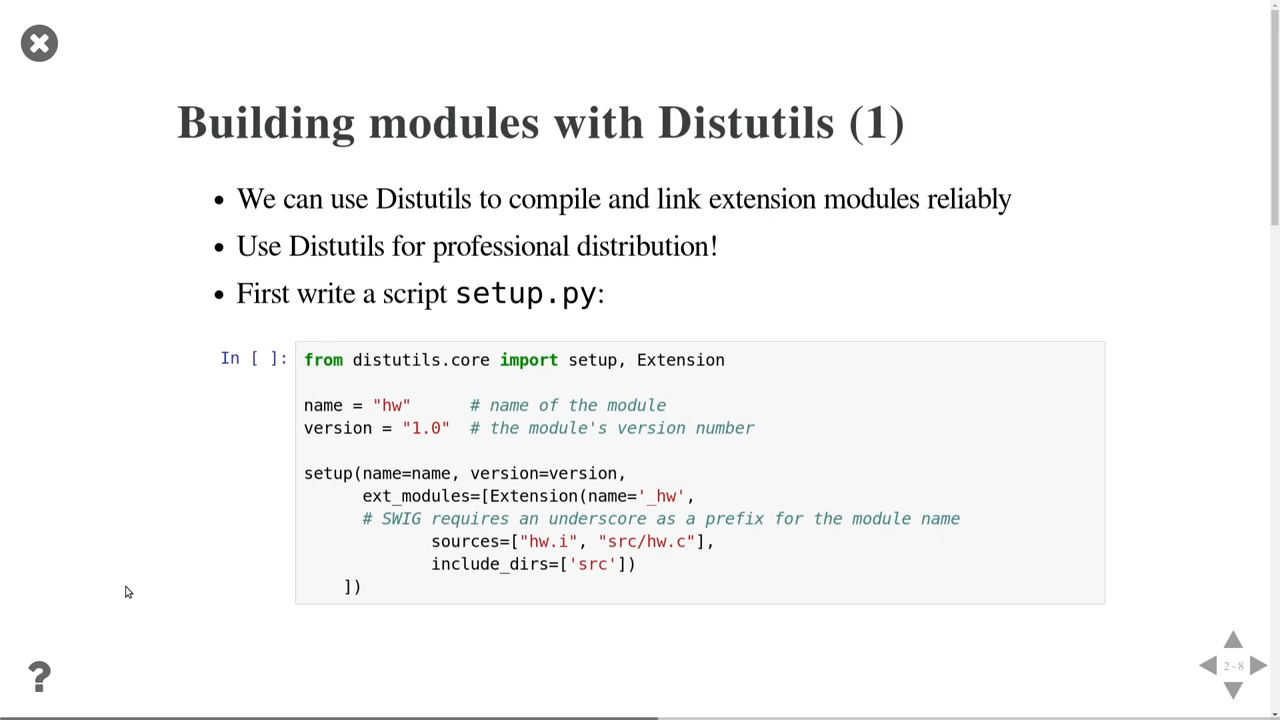 Building modules with Distutils (1)
• We can use Distutils to compile and link extension modules reliably
• Use Distutils for professional distribution!
• First write a script setup.py:
In [ ]:
from distutils.core import setup, Extension

name = "hw"      # name of the module
version = "1.0"  # the module's version number

setup(name=name, version=version,
      ext_modules=[Extension(name='_hw',
      # SWIG requires an underscore as a prefix for the module name
             sources=["hw.i", "src/hw.c"],
             include_dirs=['src'])
    ])
?
2 - 8